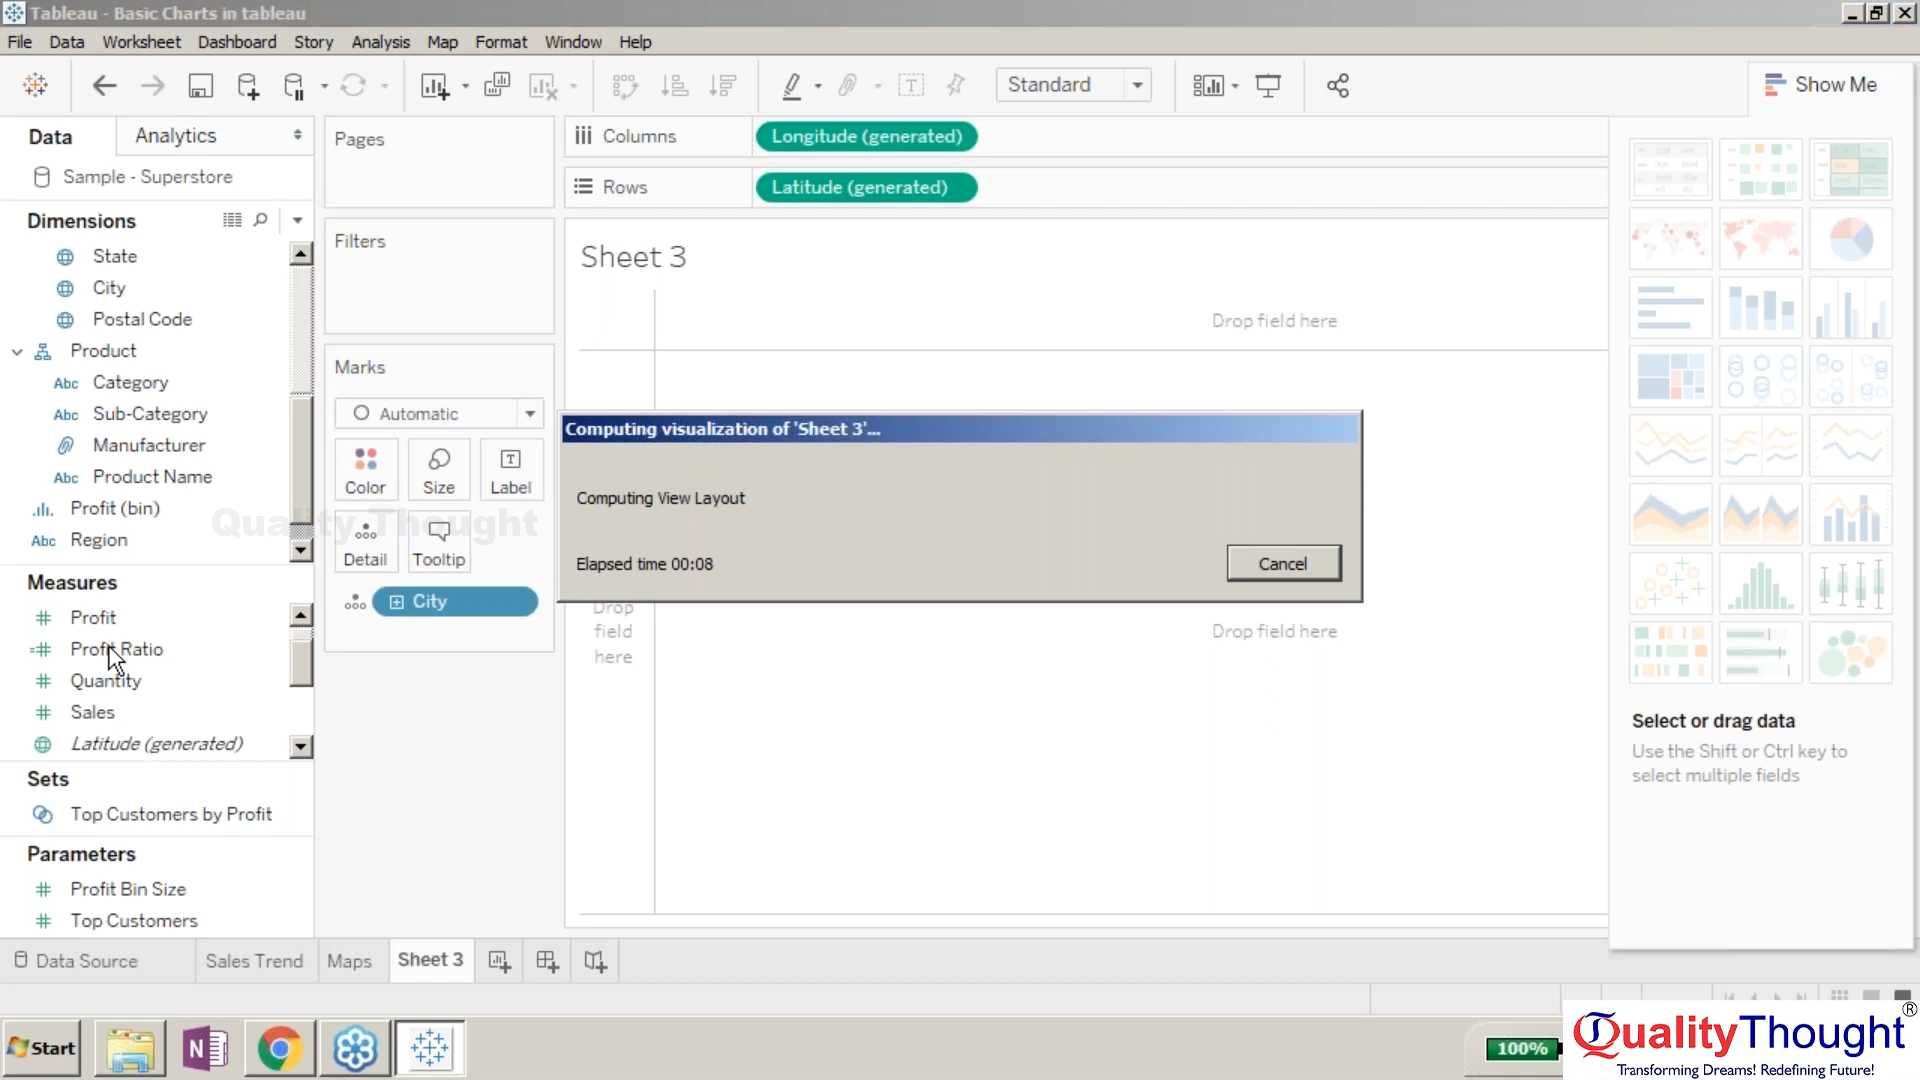 Tableau - Basic Charts in tableau
File Data Worksheet Dashboard Story Analysis Map Format Window Help
Standard
Show Me
Data
Analytics
Sample - Superstore
Dimensions
State
City
Postal Code
Product
Abc Category
Abc Sub-Category
Manufacturer
Abc Product Name
Profit (bin)
Abc Region
Measures
Profit
Profit Ratio
Quantity
Sales
Latitude (generated)
Sets
Top Customers by Profit
Parameters
Profit Bin Size
Top Customers
Pages
Filters
Marks
Automatic
Color
Size
Label
Detail
Tooltip
City
Quality Thought
Columns
Longitude (generated)
Rows
Latitude (generated)
Sheet 3
Drop field here
Computing visualization of 'Sheet 3'...
Computing View Layout
Elapsed time 00:08
Cancel
Drop
field
here
Drop field here
Select or drag data
Use the Shift or Ctrl key to
select multiple fields
Data Source
Sales Trend
Maps
Sheet 3
Start
100%
QualityThought®
Transforming Dreams! Redefining Future!